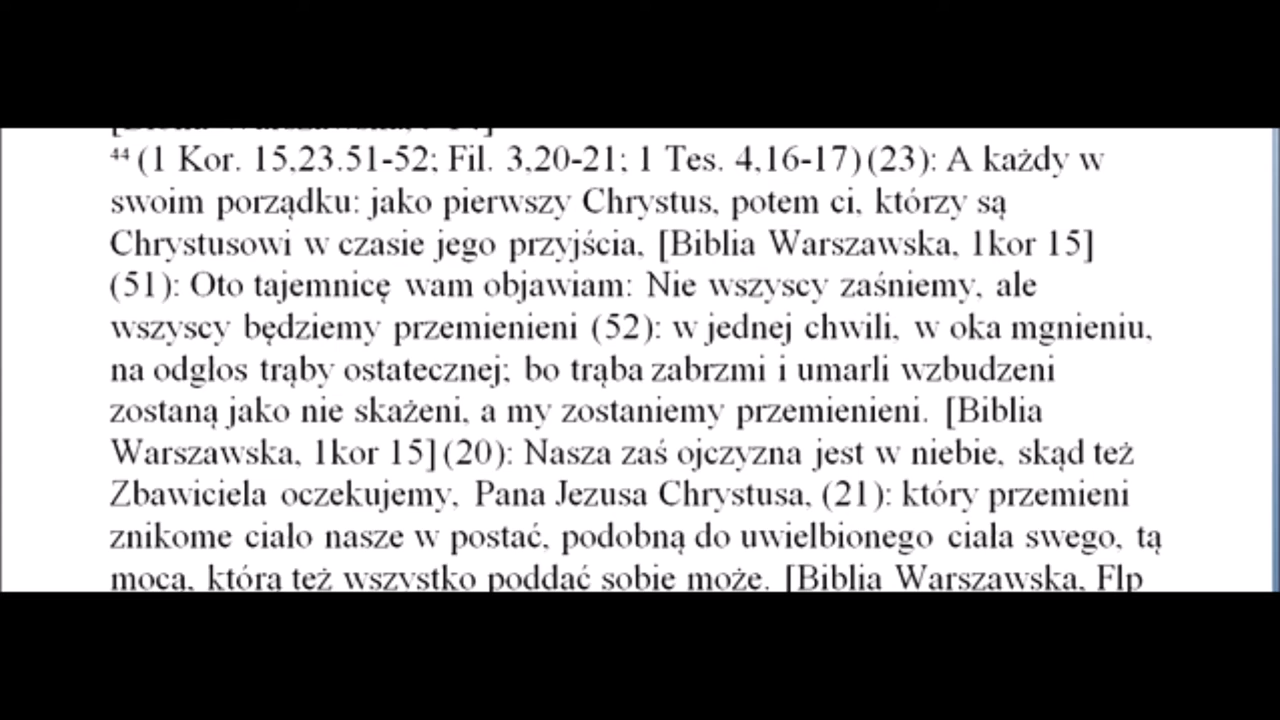 ⁴⁴ (1 Kor. 15,23.51-52; Fil. 3,20-21; 1 Tes. 4,16-17)(23): A każdy w
swoim porządku: jako pierwszy Chrystus, potem ci, którzy są
Chrystusowi w czasie jego przyjścia, [Biblia Warszawska, 1kor 15]
(51): Oto tajemnicę wam objawiam: Nie wszyscy zaśniemy, ale
wszyscy będziemy przemienieni (52): w jednej chwili, w oka mgnieniu,
na odgłos trąby ostatecznej; bo trąba zabrzmi i umarli wzbudzeni
zostaną jako nie skażeni, a my zostaniemy przemienieni. [Biblia
Warszawska, 1kor 15](20): Nasza zaś ojczyzna jest w niebie, skąd też
Zbawiciela oczekujemy, Pana Jezusa Chrystusa, (21): który przemieni
znikome ciało nasze w postać, podobną do uwielbionego ciała swego, tą
mocą, którą też wszystko poddać sobie może. [Biblia Warszawska, Flp